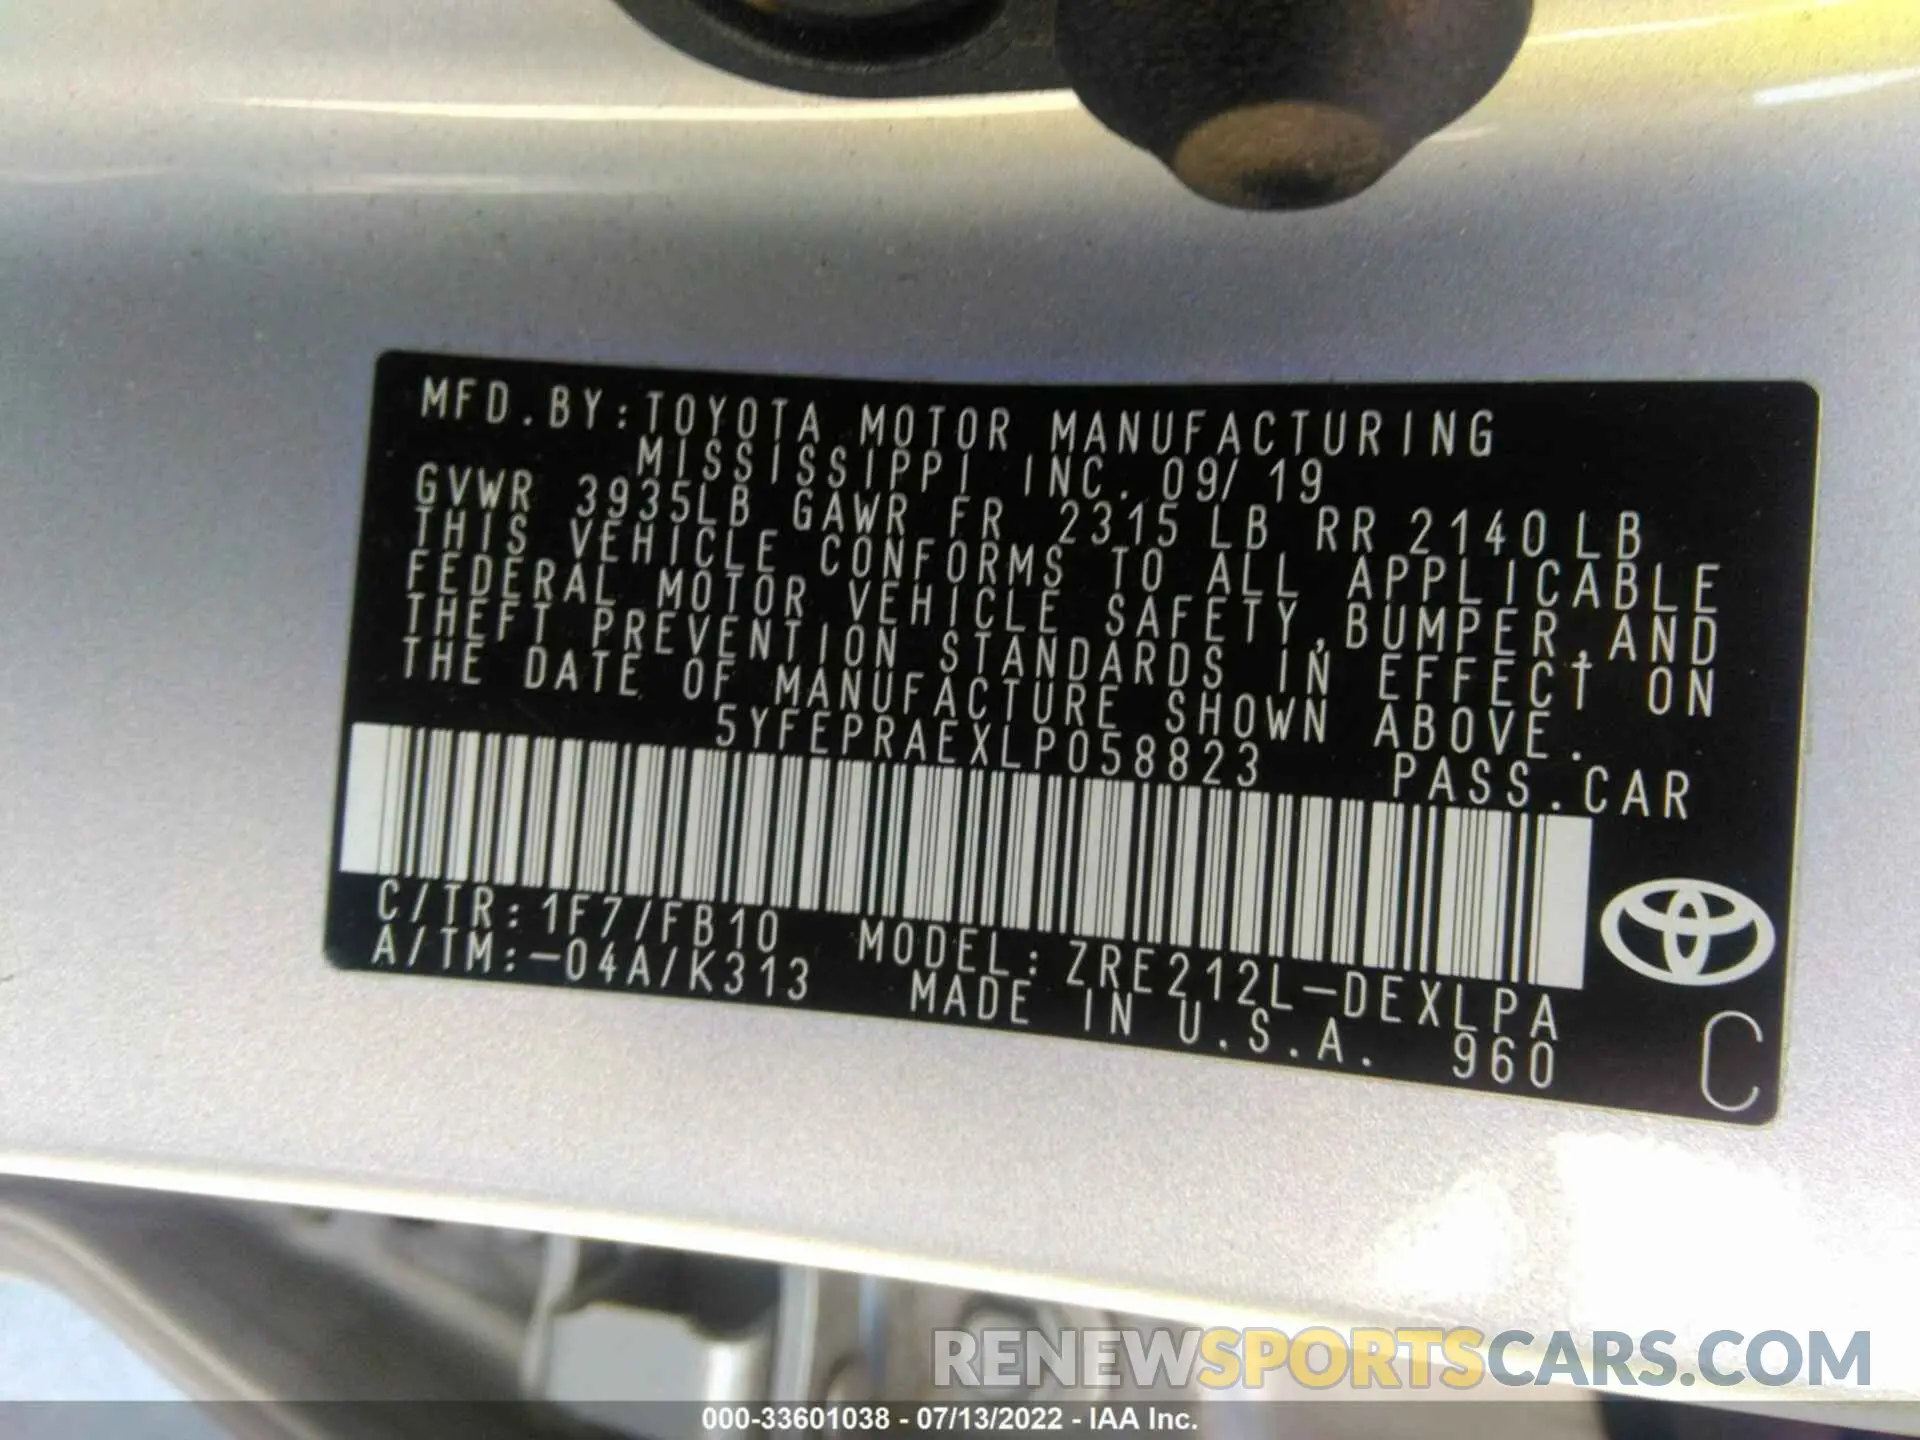 MFD.BY:TOYOTA MOTOR MANUFACTURING
MISSISSIPPI INC. 09/19
GVWR 3935LB GAWR FR 2315LB RR 2140LB
THIS VEHICLE CONFORMS TO ALL APPLICABLE
FEDERAL MOTOR VEHICLE SAFETY,BUMPER,AND
THEFT PREVENTION STANDARDS IN EFFECT ON
THE DATE OF MANUFACTURE SHOWN ABOVE.
5YFEPRAEXLP058823 PASS.CAR
C/TR:1F7/FB10 MODEL:ZRE212L-DEXLPA
A/TM:-04A/K313 MADE IN U.S.A. 960
C
RENEWSPORTSCARS.COM
000-33601038 - 07/13/2022 - IAA Inc.